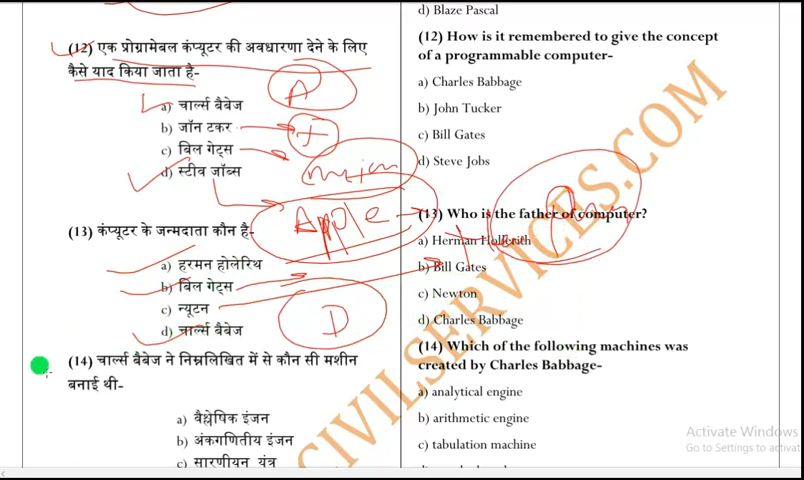 (12) एक प्रोग्रामेबल कंप्यूटर की अवधारणा देने के लिए
कैसे याद किया जाता है-
a) चार्ल्स बैबेज
b) जॉन टकर
c) बिल गेट्स
d) स्टीव जॉब्स
A
Apple
(13) कंप्यूटर के जन्मदाता कौन है-
a) हरमन होलेरिथ
b) बिल गेट्स
c) न्यूटन
d) चार्ल्स बैबेज
D
(14) चार्ल्स बैबेज ने निम्नलिखित में से कौन सी मशीन
बनाई थी-
a) वैश्लेषिक इंजन
b) अंकगणितीय इंजन
c) सारणीयन यंत्र
d) Blaze Pascal
(12) How is it remembered to give the concept
of a programmable computer-
a) Charles Babbage
b) John Tucker
c) Bill Gates
d) Steve Jobs
(13) Who is the father of computer?
a) Herman Hollerith
b) Bill Gates
c) Newton
d) Charles Babbage
(14) Which of the following machines was
created by Charles Babbage-
a) analytical engine
b) arithmetic engine
c) tabulation machine
CIVILSERVICES.COM
Activate Windows
Go to Settings to activat